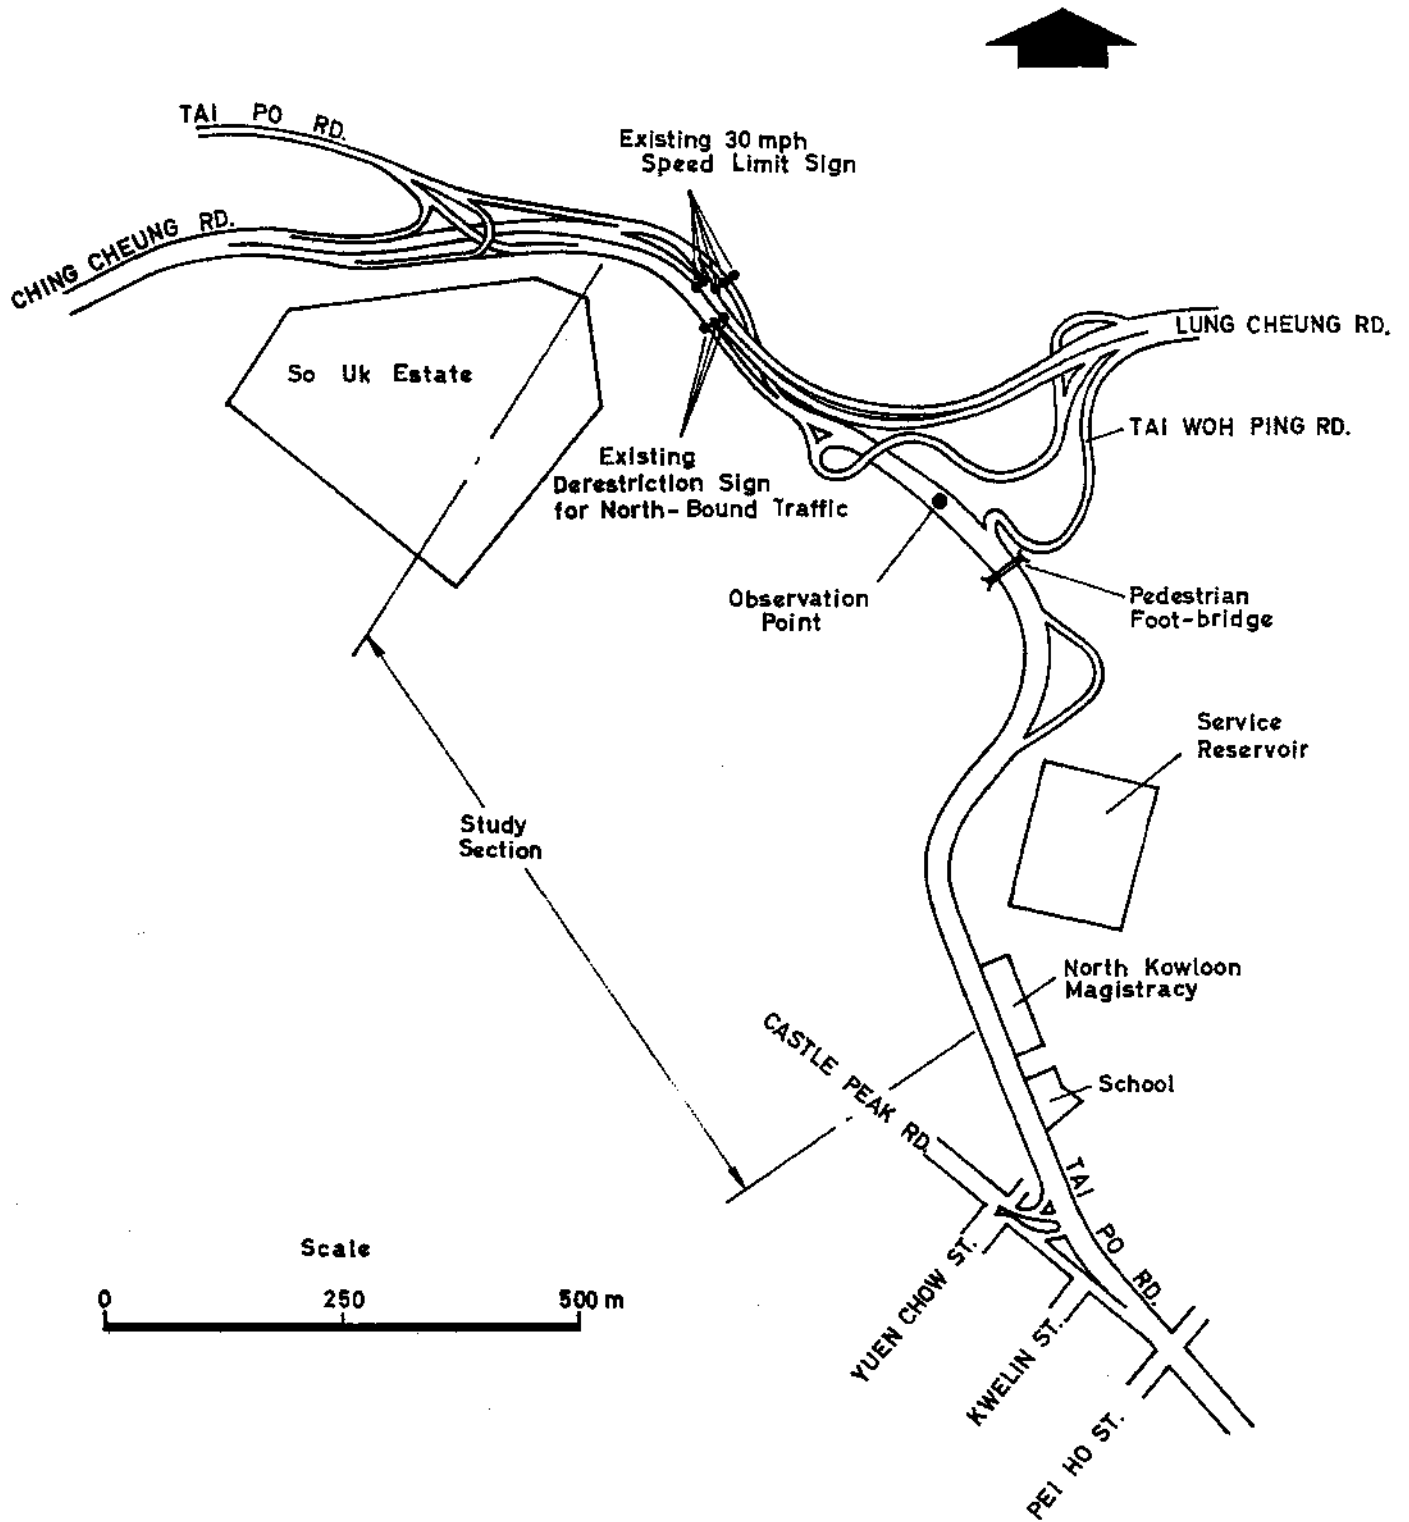 TAI PO RD.
Existing 30 mph
Speed Limit Sign
CHING CHEUNG RD.
LUNG CHEUNG RD.
So Uk Estate
TAI WOH PING RD.
Existing
Derestriction Sign
for North-Bound Traffic
Observation
Point
Pedestrian
Foot-bridge
Service
Reservoir
Study
Section
North Kowloon
Magistracy
CASTLE PEAK RD.
School
TAI PO RD.
Scale
0 250 500 m
YUEN CHOW ST.
KWELIN ST.
PEI HO ST.